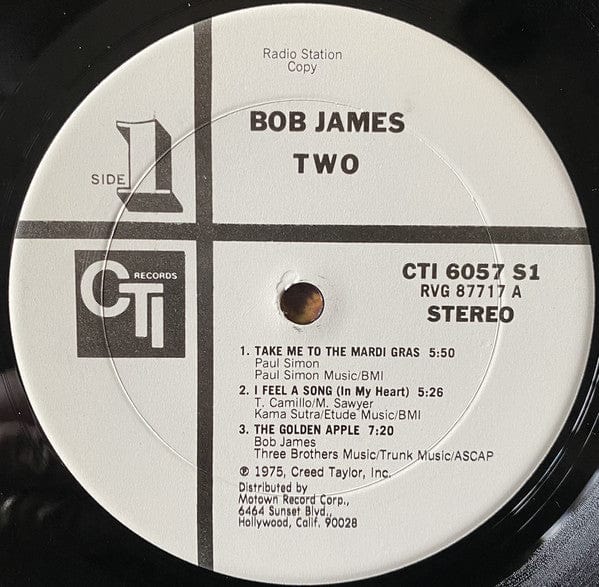 Radio Station
Copy
BOB JAMES
TWO
SIDE 1
CTI RECORDS
CTI 6057 S1
RVG 87717 A
STEREO
1. TAKE ME TO THE MARDI GRAS 5:50
Paul Simon
Paul Simon Music/BMI
2. I FEEL A SONG (In My Heart) 5:26
T. Camillo/M. Sawyer
Kama Sutra/Etude Music/BMI
3. THE GOLDEN APPLE 7:20
Bob James
Three Brothers Music/Trunk Music/ASCAP
℗ 1975, Creed Taylor, Inc.
Distributed by
Motown Record Corp.,
6464 Sunset Blvd.,
Hollywood, Calif. 90028